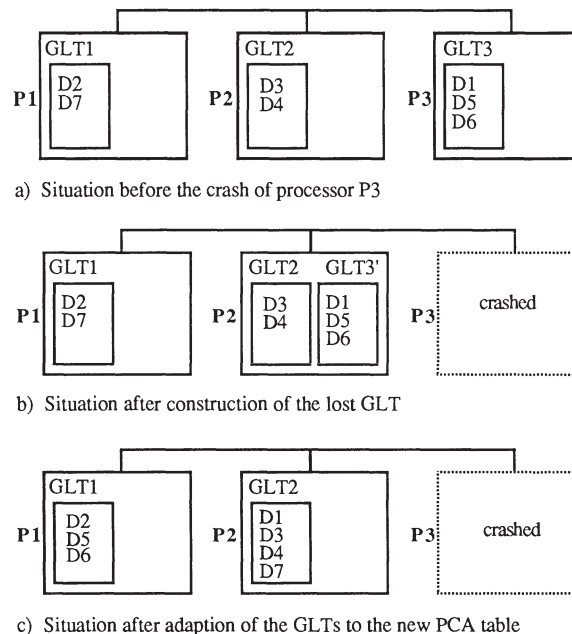 GLT1 GLT2 GLT3
P1 D2 D7 P2 D3 D4 P3 D1 D5 D6
a) Situation before the crash of processor P3
GLT1 GLT2 GLT3'
P1 D2 D7 P2 D3 D4 D1 D5 D6 P3 crashed
b) Situation after construction of the lost GLT
GLT1 GLT2
P1 D2 D5 D6 P2 D1 D3 D4 D7 P3 crashed
c) Situation after adaption of the GLTs to the new PCA table